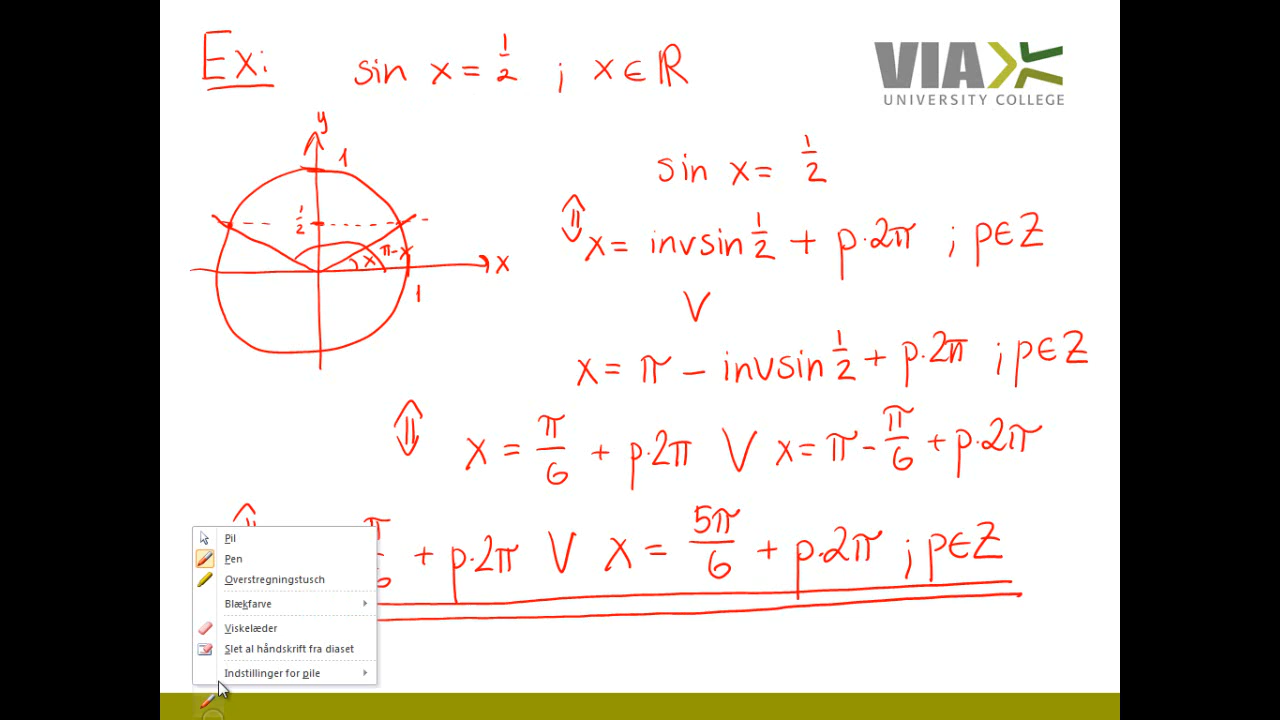 Ex: sin x = 1/2 ; x ∈ ℝ
VIA
UNIVERSITY COLLEGE
y
1
1/2
x
π-x
x
1
sin x = 1/2
⇕ x = invsin 1/2 + p·2π ; p∈Z
V
x = π - invsin 1/2 + p·2π ; p∈Z
⇕ x = π/6 + p·2π V x = π - π/6 + p·2π
π/6 + p·2π V x = 5π/6 + p·2π ; p∈Z
Pil
Pen
Overstregningstusch
Blækfarve
Viskelæder
Slet al håndskrift fra diaset
Indstillinger for pile